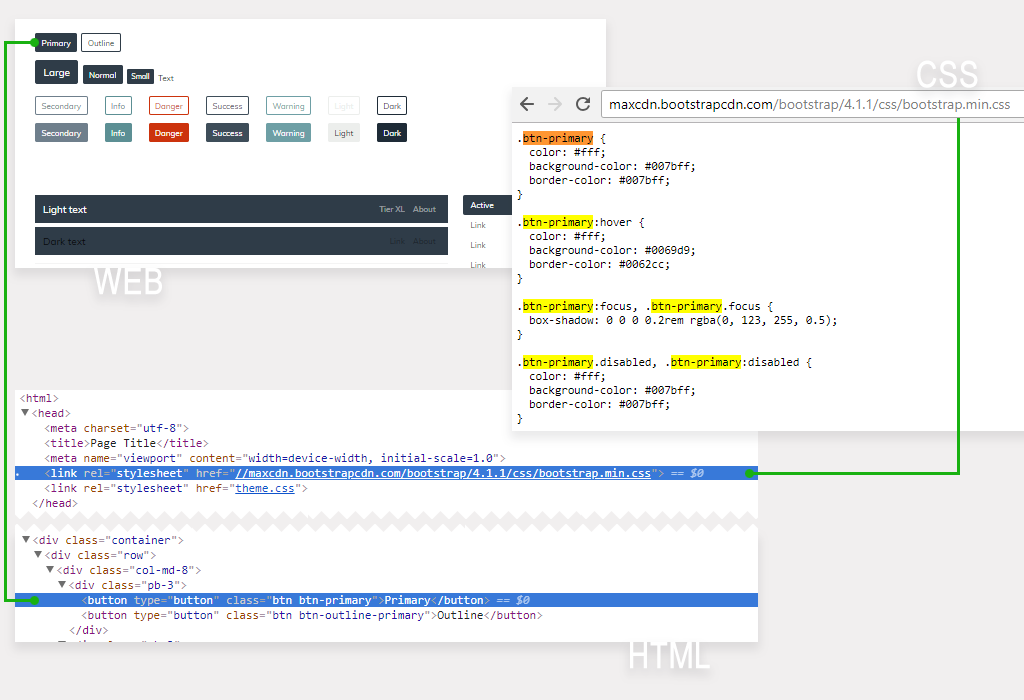 Primary Outline
Large Normal Small Text
Secondary Info Danger Success Warning Light Dark
Secondary Info Danger Success Warning Light Dark
Light text Tier XL About
Dark text Link About
Active
Link
Link
Link
WEB
CSS
maxcdn.bootstrapcdn.com/bootstrap/4.1.1/css/bootstrap.min.css
.btn-primary {
color: #fff;
background-color: #007bff;
border-color: #007bff;
}
.btn-primary:hover {
color: #fff;
background-color: #0069d9;
border-color: #0062cc;
}
.btn-primary:focus, .btn-primary.focus {
box-shadow: 0 0 0 0.2rem rgba(0, 123, 255, 0.5);
}
.btn-primary.disabled, .btn-primary:disabled {
color: #fff;
background-color: #007bff;
border-color: #007bff;
}
<html>
<head>
<meta charset="utf-8">
<title>Page Title</title>
<meta name="viewport" content="width=device-width, initial-scale=1.0">
<link rel="stylesheet" href="//maxcdn.bootstrapcdn.com/bootstrap/4.1.1/css/bootstrap.min.css"> == $0
<link rel="stylesheet" href="theme.css">
</head>
<div class="container">
<div class="row">
<div class="col-md-8">
<div class="pb-3">
<button type="button" class="btn btn-primary">Primary</button> == $0
<button type="button" class="btn btn-outline-primary">Outline</button>
</div>
HTML